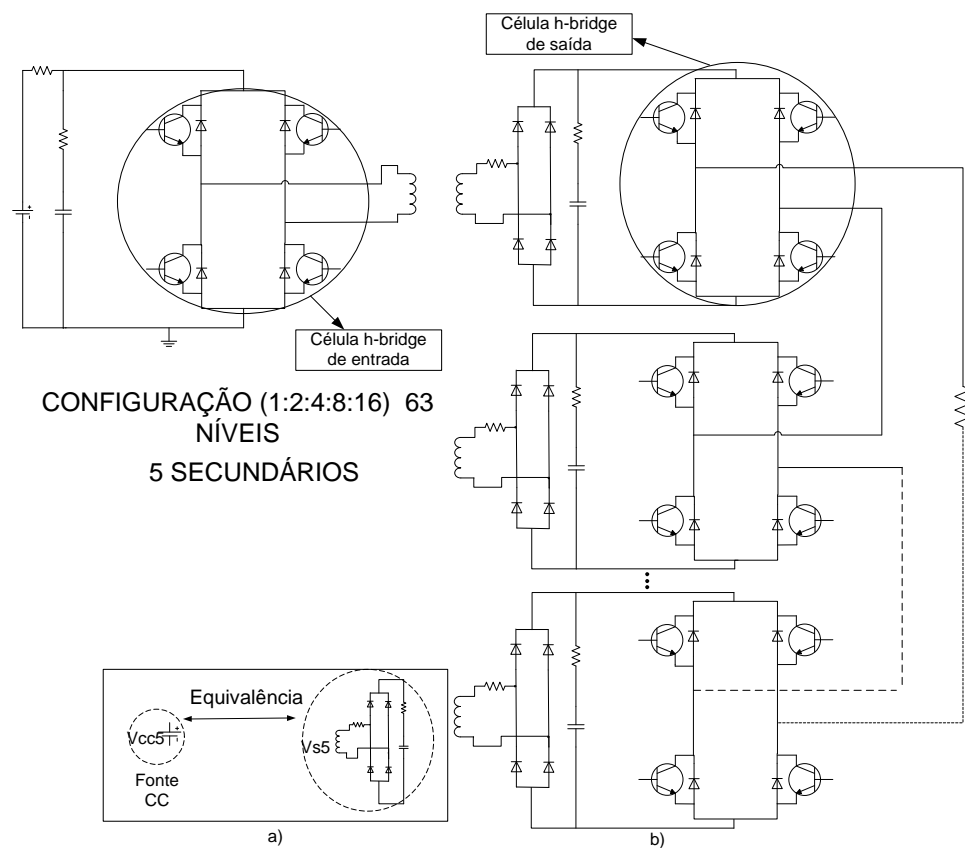 Célula h-bridge
de saída
Célula h-bridge
de entrada
CONFIGURAÇÃO (1:2:4:8:16) 63
NÍVEIS
5 SECUNDÁRIOS
Equivalência
Vcc5
Vs5
Fonte
CC
a)
b)